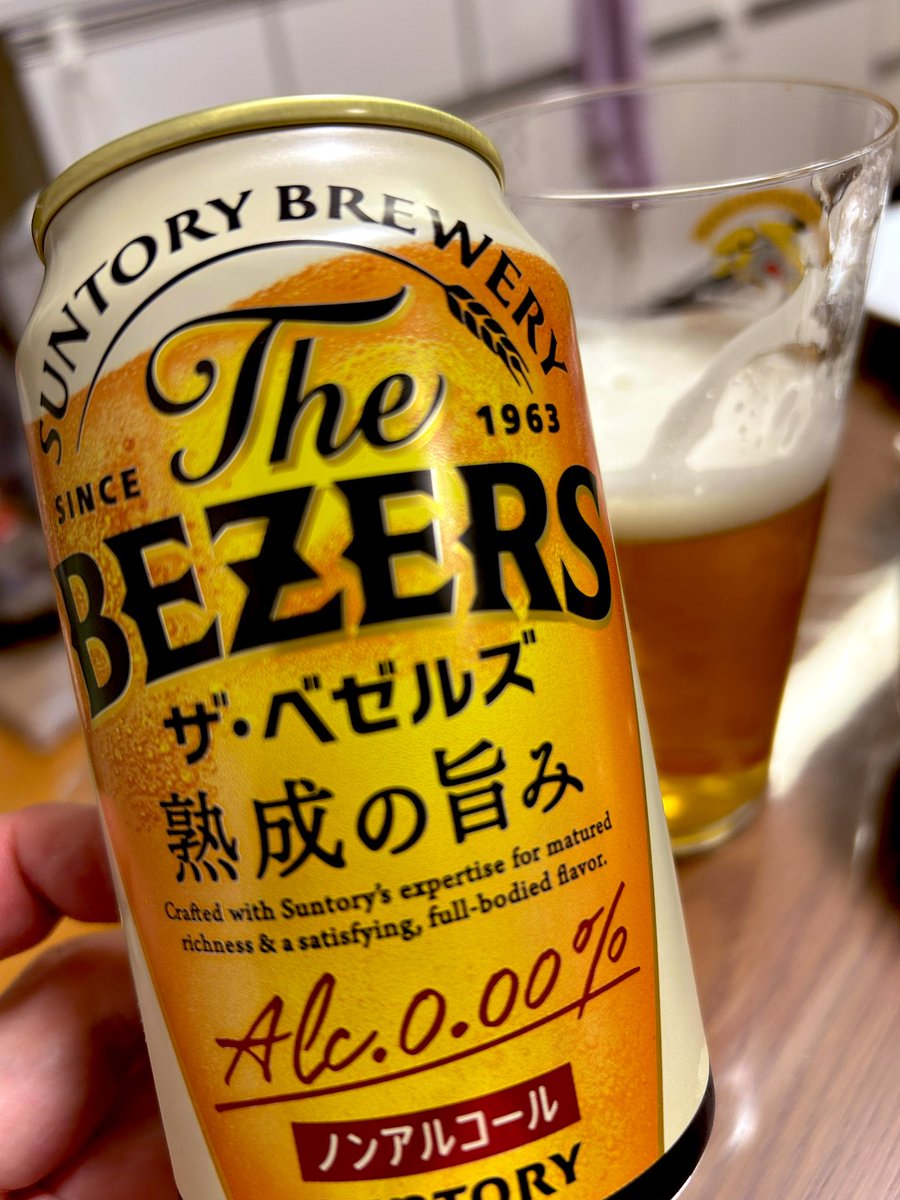 SUNTORY BREWERY
The
SINCE 1963
BEZERS
ザ・ベゼルズ
熟成の旨み
Crafted with Suntory's expertise for matured
richness & a satisfying, full-bodied flavor.
Alc.0.00%
ノンアルコール
SUNTORY